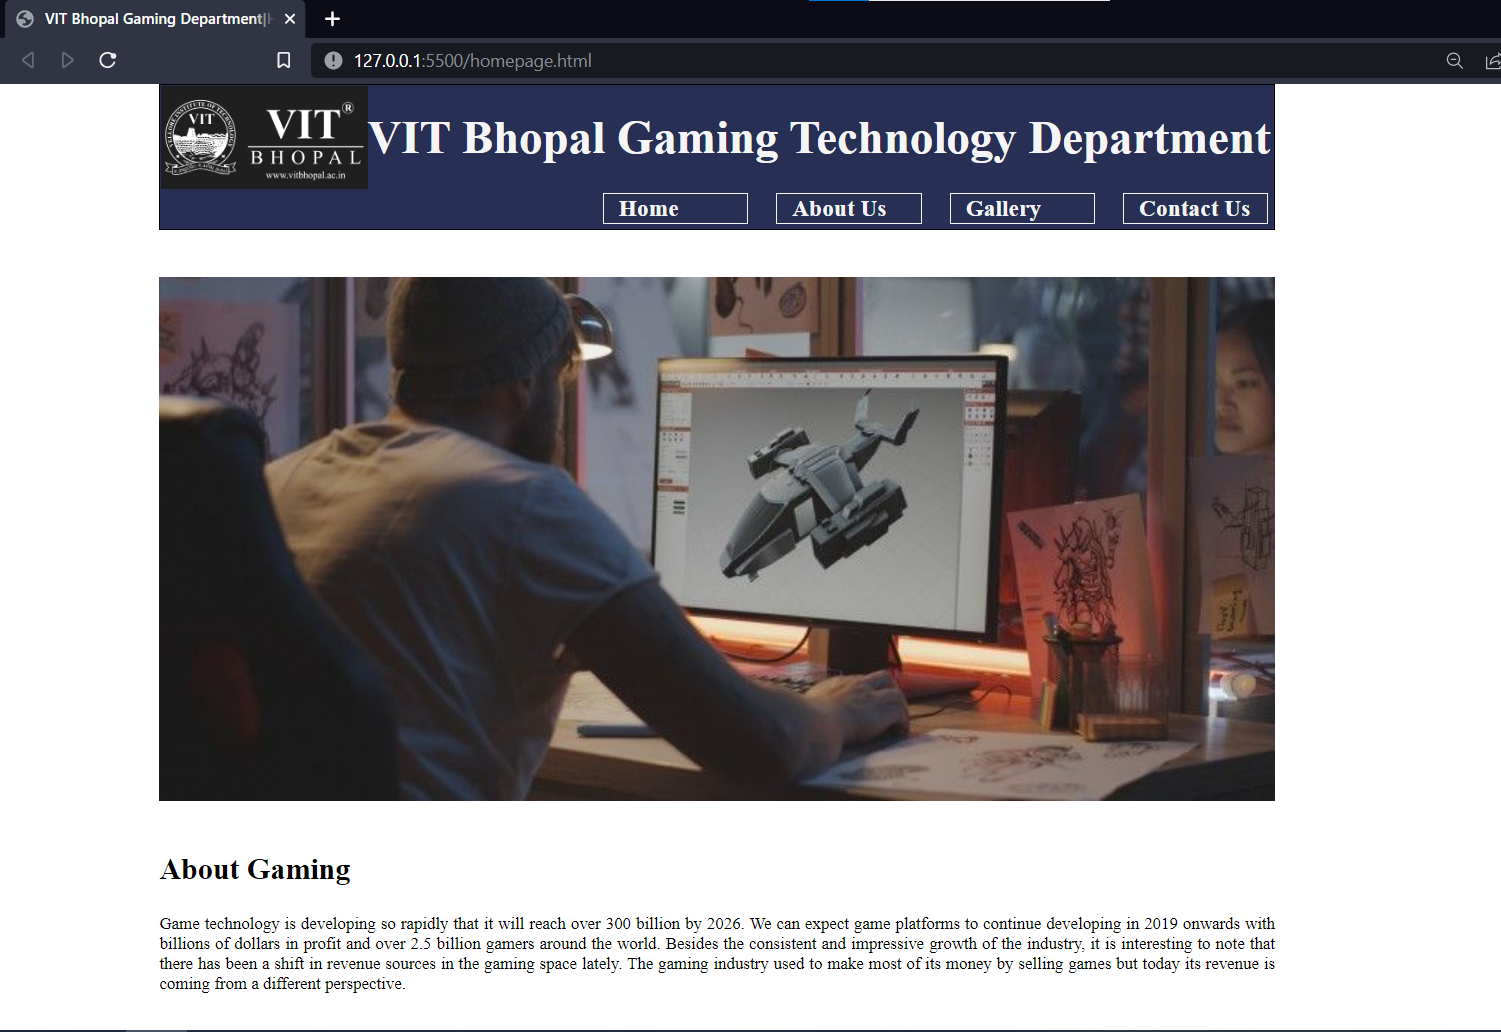 VIT Bhopal Gaming Department|
127.0.0.1:5500/homepage.html
VIT
VIT®
BHOPAL
www.vitbhopal.ac.in
VIT Bhopal Gaming Technology Department
Home
About Us
Gallery
Contact Us
About Gaming
Game technology is developing so rapidly that it will reach over 300 billion by 2026. We can expect game platforms to continue developing in 2019 onwards with
billions of dollars in profit and over 2.5 billion gamers around the world. Besides the consistent and impressive growth of the industry, it is interesting to note that
there has been a shift in revenue sources in the gaming space lately. The gaming industry used to make most of its money by selling games but today its revenue is
coming from a different perspective.